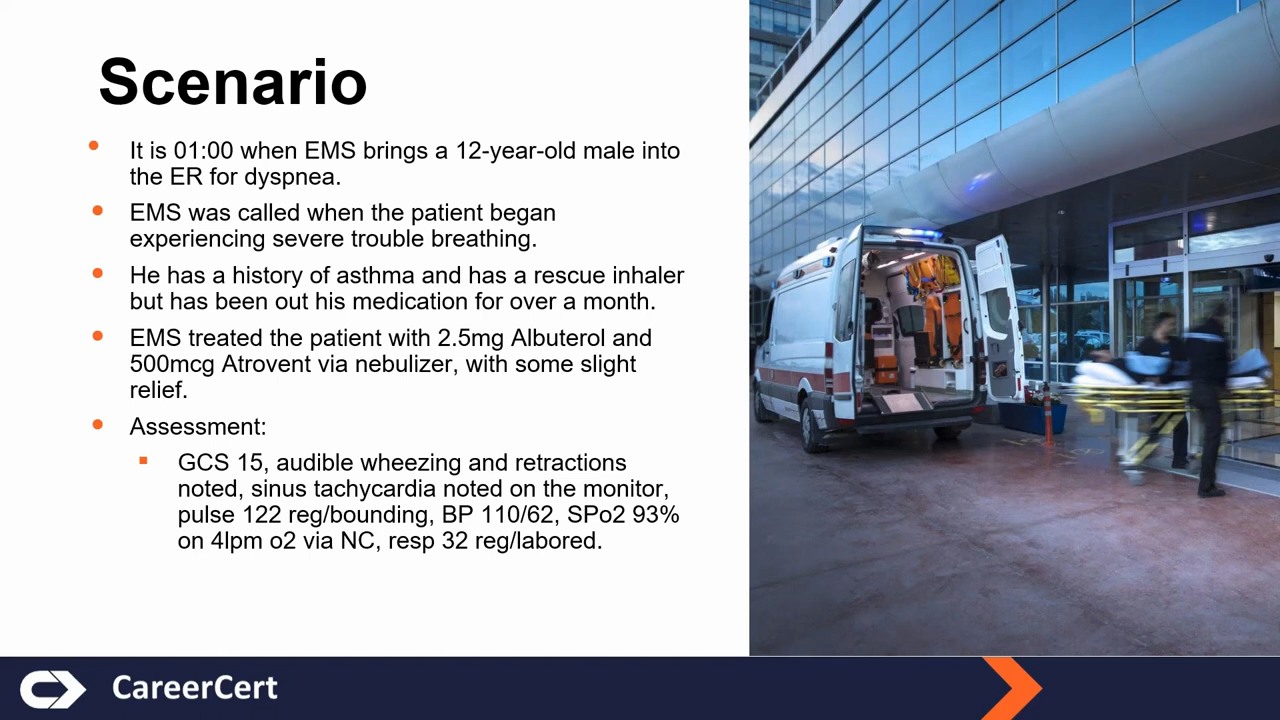 Scenario
It is 01:00 when EMS brings a 12-year-old male into
the ER for dyspnea.
EMS was called when the patient began
experiencing severe trouble breathing.
He has a history of asthma and has a rescue inhaler
but has been out his medication for over a month.
EMS treated the patient with 2.5mg Albuterol and
500mcg Atrovent via nebulizer, with some slight
relief.
Assessment:
GCS 15, audible wheezing and retractions
noted, sinus tachycardia noted on the monitor,
pulse 122 reg/bounding, BP 110/62, SPo2 93%
on 4lpm o2 via NC, resp 32 reg/labored.
CareerCert